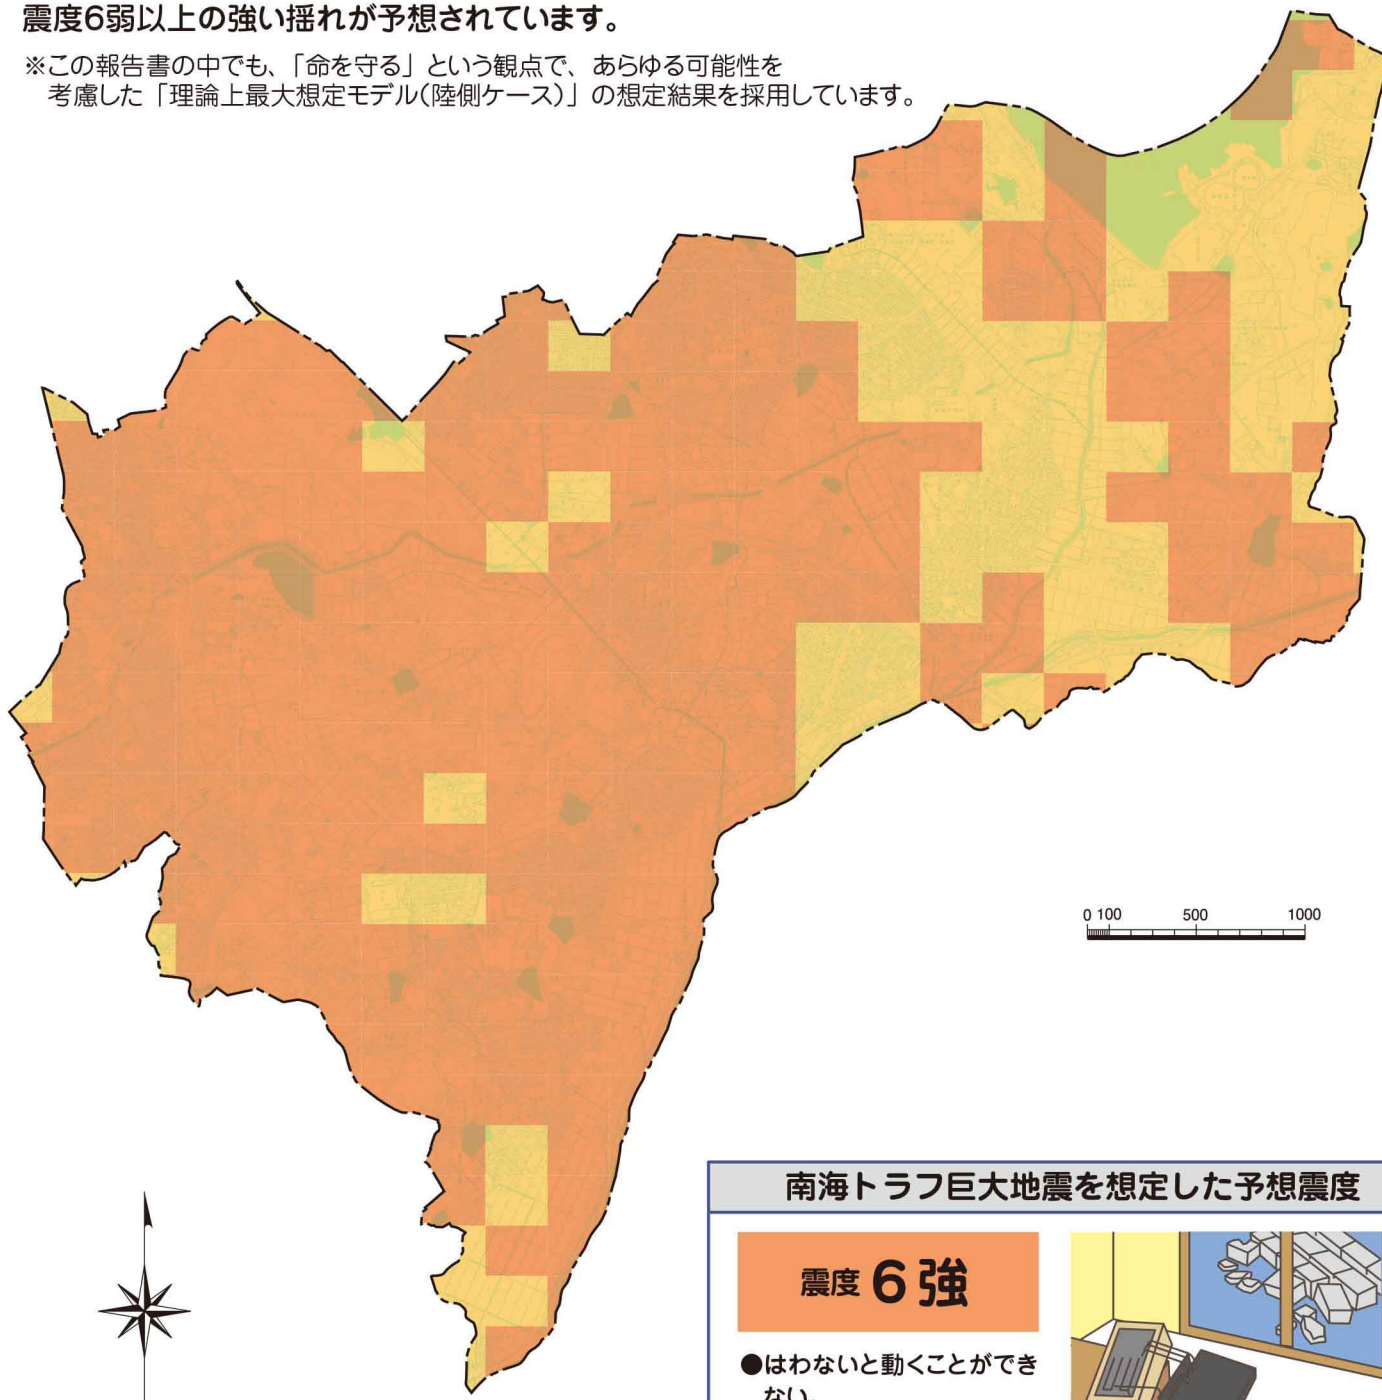 震度6弱以上の強い揺れが予想されています。
※この報告書の中でも、「命を守る」という観点で、あらゆる可能性を
考慮した「理論上最大想定モデル(陸側ケース)」の想定結果を採用しています。
0 100 500 1000
南海トラフ巨大地震を想定した予想震度
震度 6 強
●はわないと動くことができ
ない。